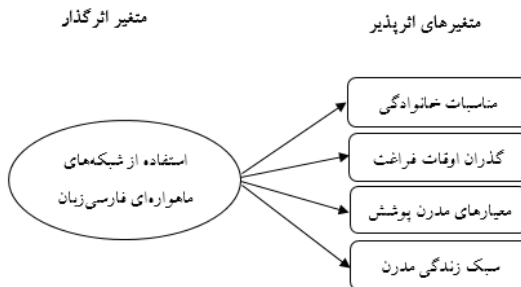 متغیرهای اثرپذیر
متغیر اثرگذار
مناسبات خانوادگی
گذران اوقات فراغت
معیارهای مدرن پوشش
سبک زندگی مدرن
استفاده از شبکه‌های
ماهواره‌ای فارسی‌زبان